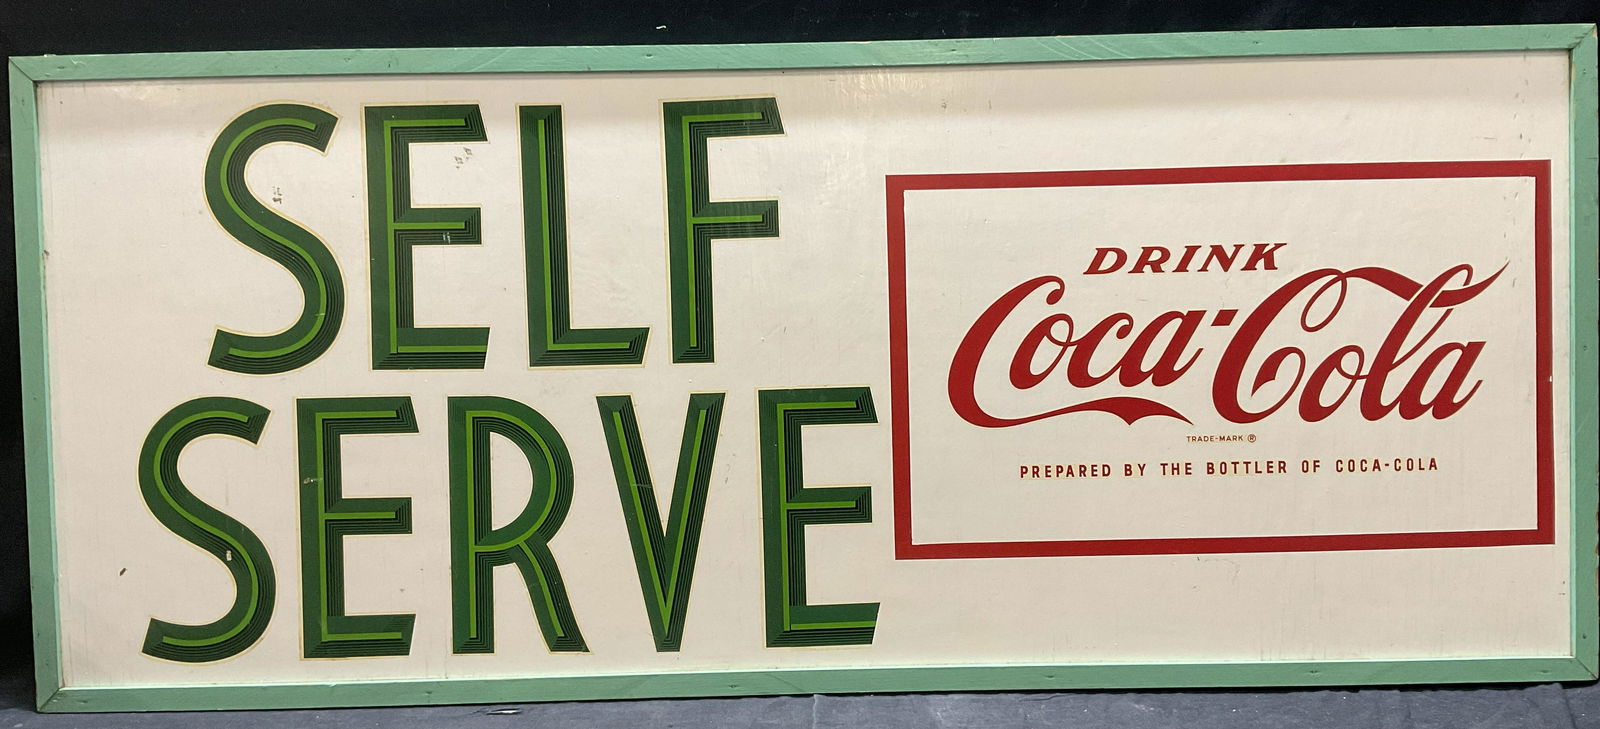 SELF
SERVE
DRINK
Coca-Cola
TRADE-MARK ®
PREPARED BY THE BOTTLER OF COCA-COLA